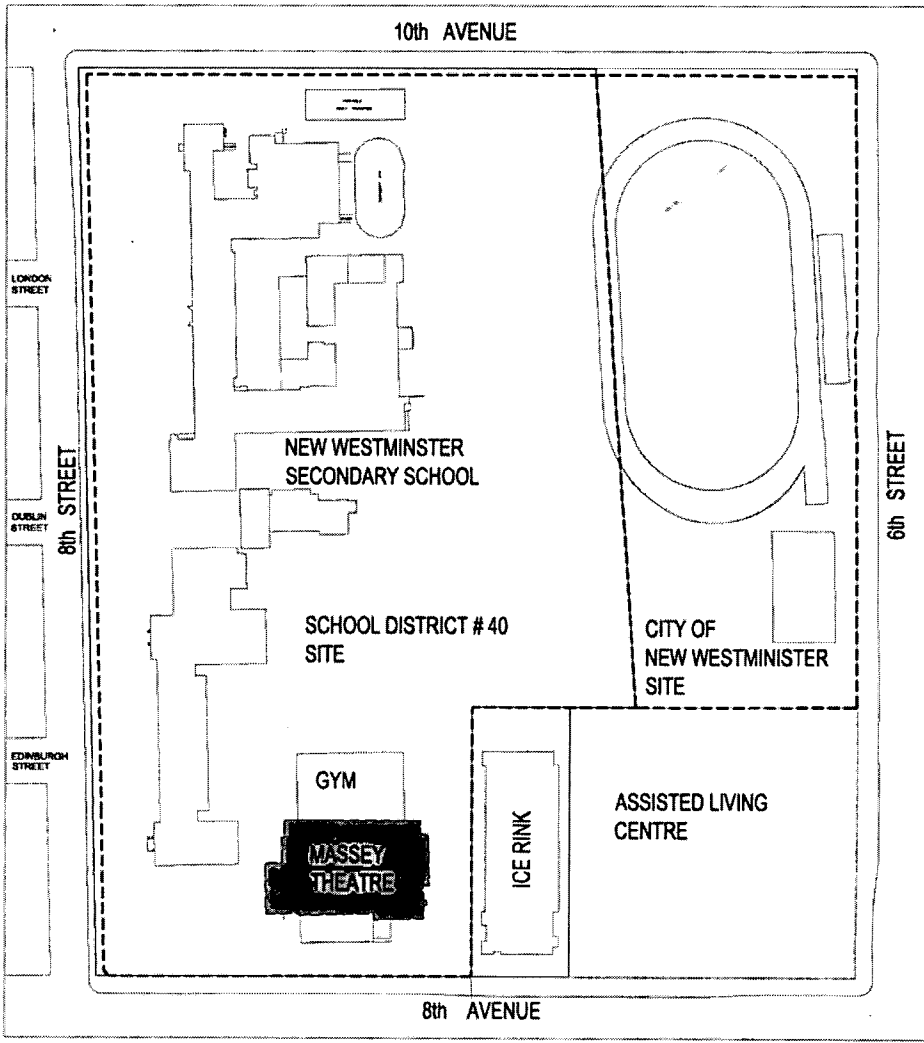 10th AVENUE
LONDON
STREET
8th STREET
NEW WESTMINSTER
SECONDARY SCHOOL
6th STREET
DUBLIN
STREET
SCHOOL DISTRICT # 40
SITE
CITY OF
NEW WESTMINISTER
SITE
EDINBURGH
STREET
GYM
MASSEY
THEATRE
ICE RINK
ASSISTED LIVING
CENTRE
8th AVENUE